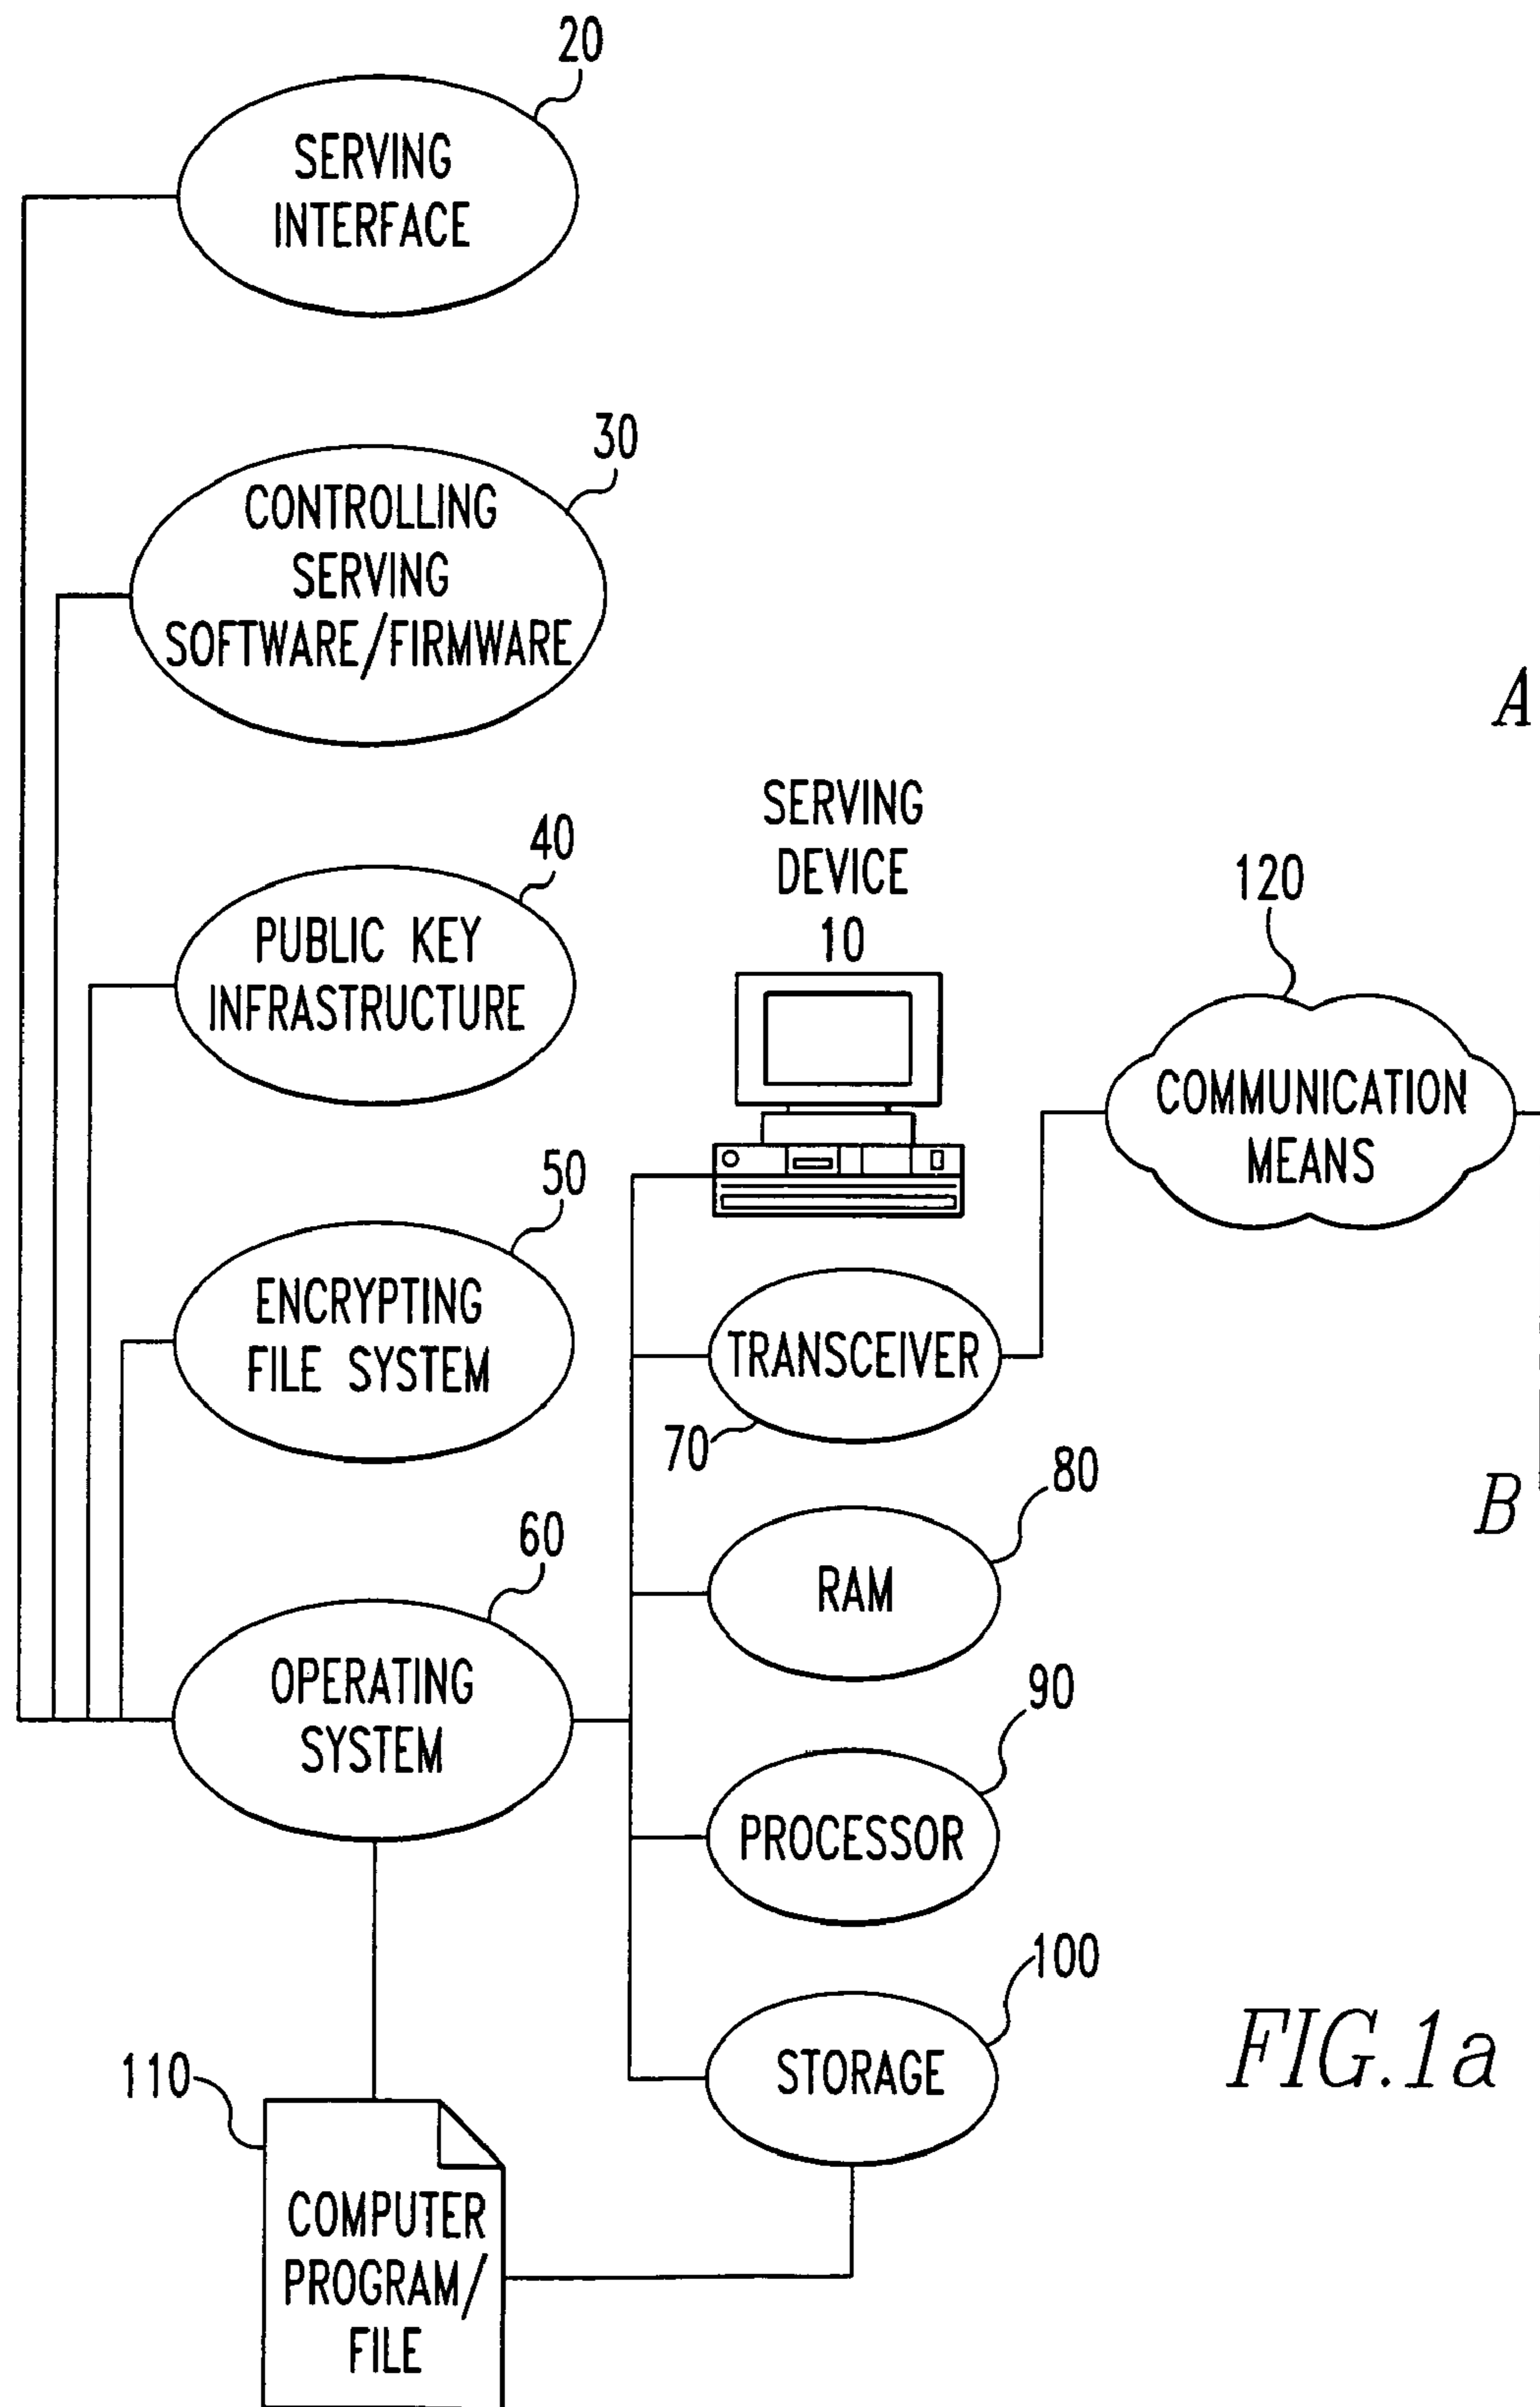 20
SERVING
INTERFACE
30
CONTROLLING
SERVING
SOFTWARE/FIRMWARE
A
SERVING
DEVICE
10
40
PUBLIC KEY
INFRASTRUCTURE
120
COMMUNICATION
MEANS
50
ENCRYPTING
FILE SYSTEM
TRANSCEIVER
70
80
B
60
RAM
OPERATING
SYSTEM
90
PROCESSOR
100
STORAGE
FIG.1a
110
COMPUTER
PROGRAM/
FILE